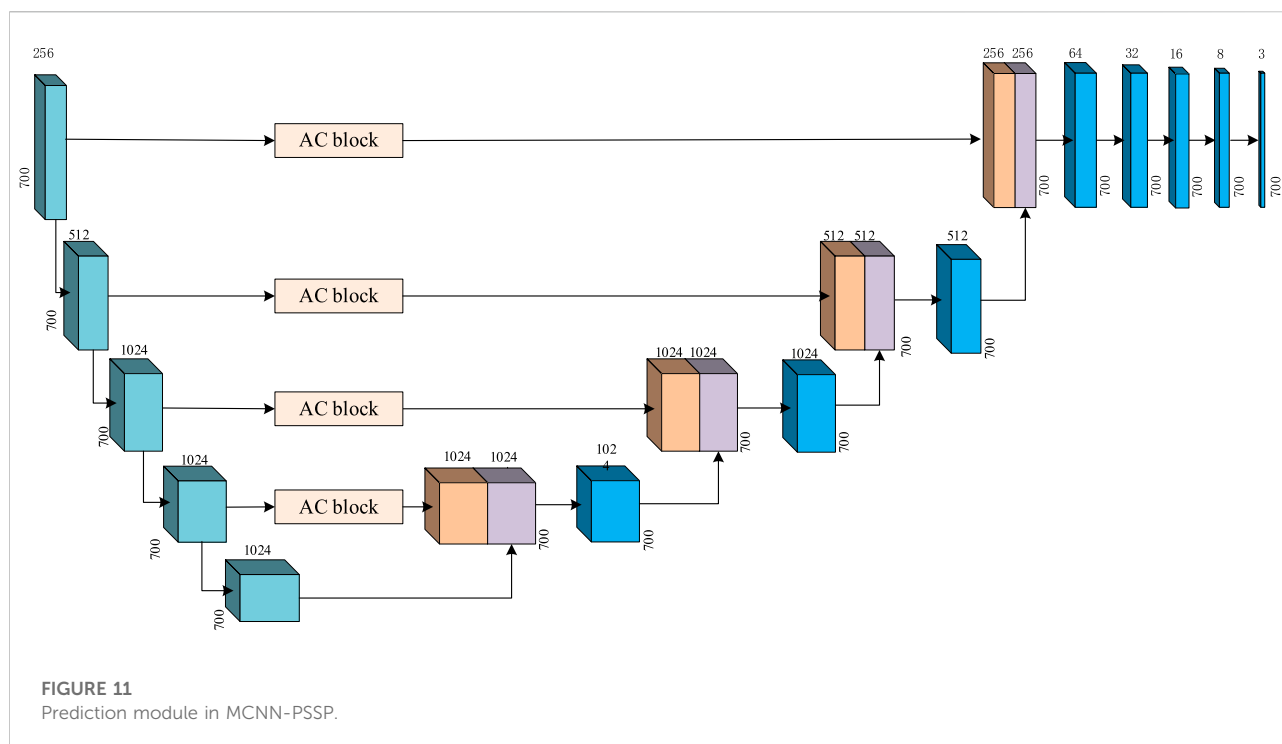 256
256 256 64 32 16 8 3
AC block
700
700 700 700 700 700 700
512
512 512 512
AC block
700
700 700
1024
1024 1024 1024
AC block
700
700 700
1024
1024 1024 102
4
AC block
700
700 700
1024
700
FIGURE 11
Prediction module in MCNN-PSSP.